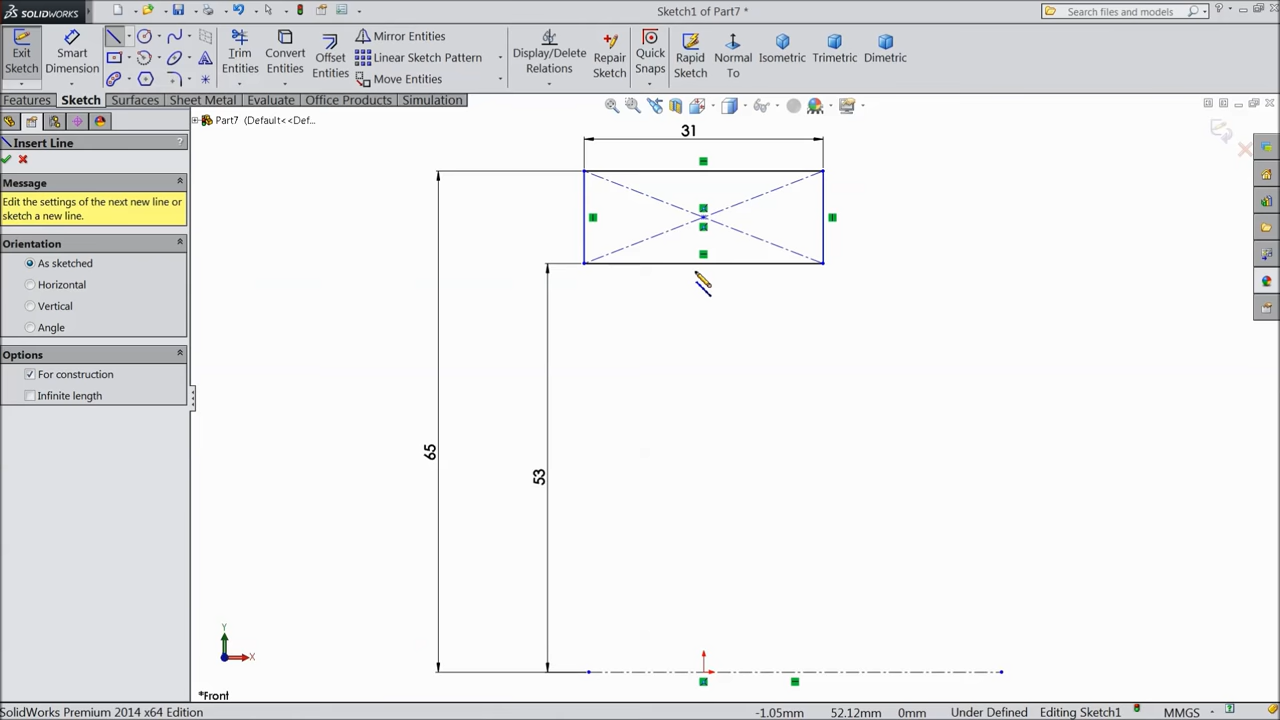 SOLIDWORKS
Sketch1 of Part7 *
Search files and models
Exit Sketch
Smart Dimension
Trim Entities
Convert Entities
Offset Entities
Mirror Entities
Linear Sketch Pattern
Move Entities
Display/Delete Relations
Repair Sketch
Quick Snaps
Rapid Sketch
Normal To
Isometric
Trimetric
Dimetric
Features
Sketch
Surfaces
Sheet Metal
Evaluate
Office Products
Simulation
Part7 (Default<<Def...
Insert Line
?
Message
Edit the settings of the next new line or
sketch a new line.
Orientation
As sketched
Horizontal
Vertical
Angle
Options
For construction
Infinite length
31
65
53
Y
X
*Front
SolidWorks Premium 2014 x64 Edition
-1.05mm
52.12mm
0mm
Under Defined
Editing Sketch1
MMGS